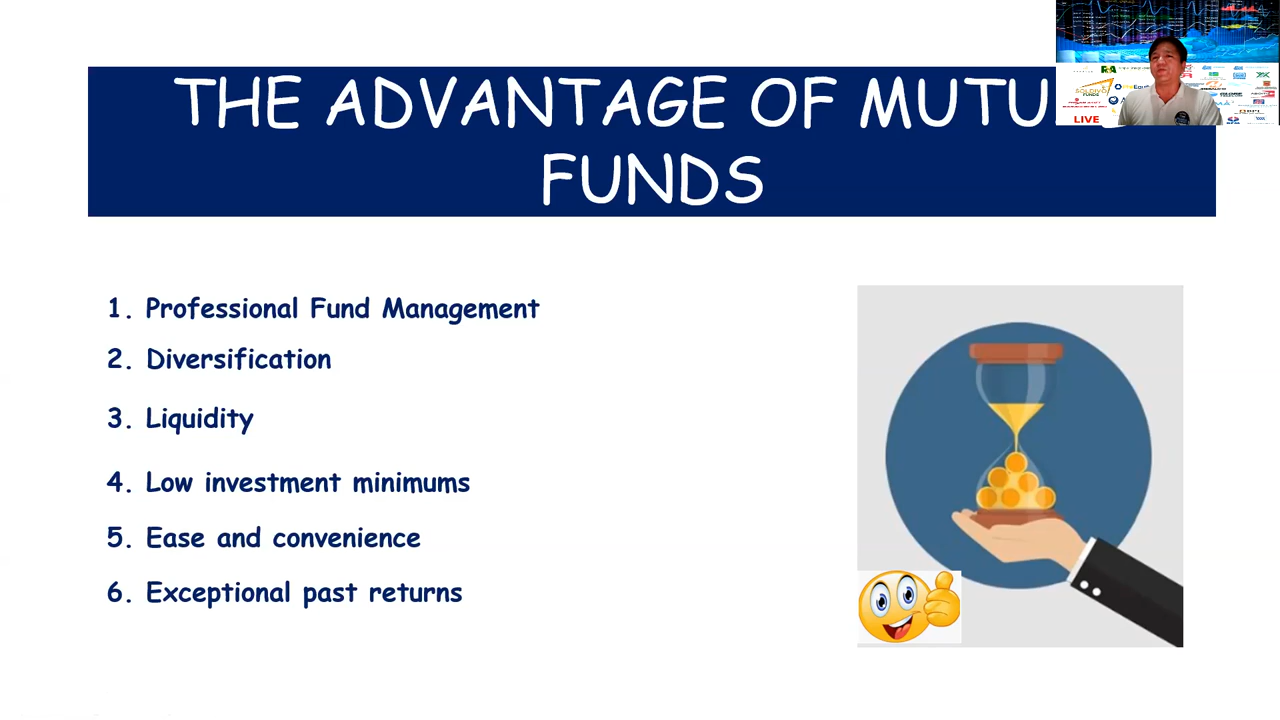 THE ADVANTAGE OF MUTU
FUNDS
LIVE
1. Professional Fund Management
2. Diversification
3. Liquidity
4. Low investment minimums
5. Ease and convenience
6. Exceptional past returns